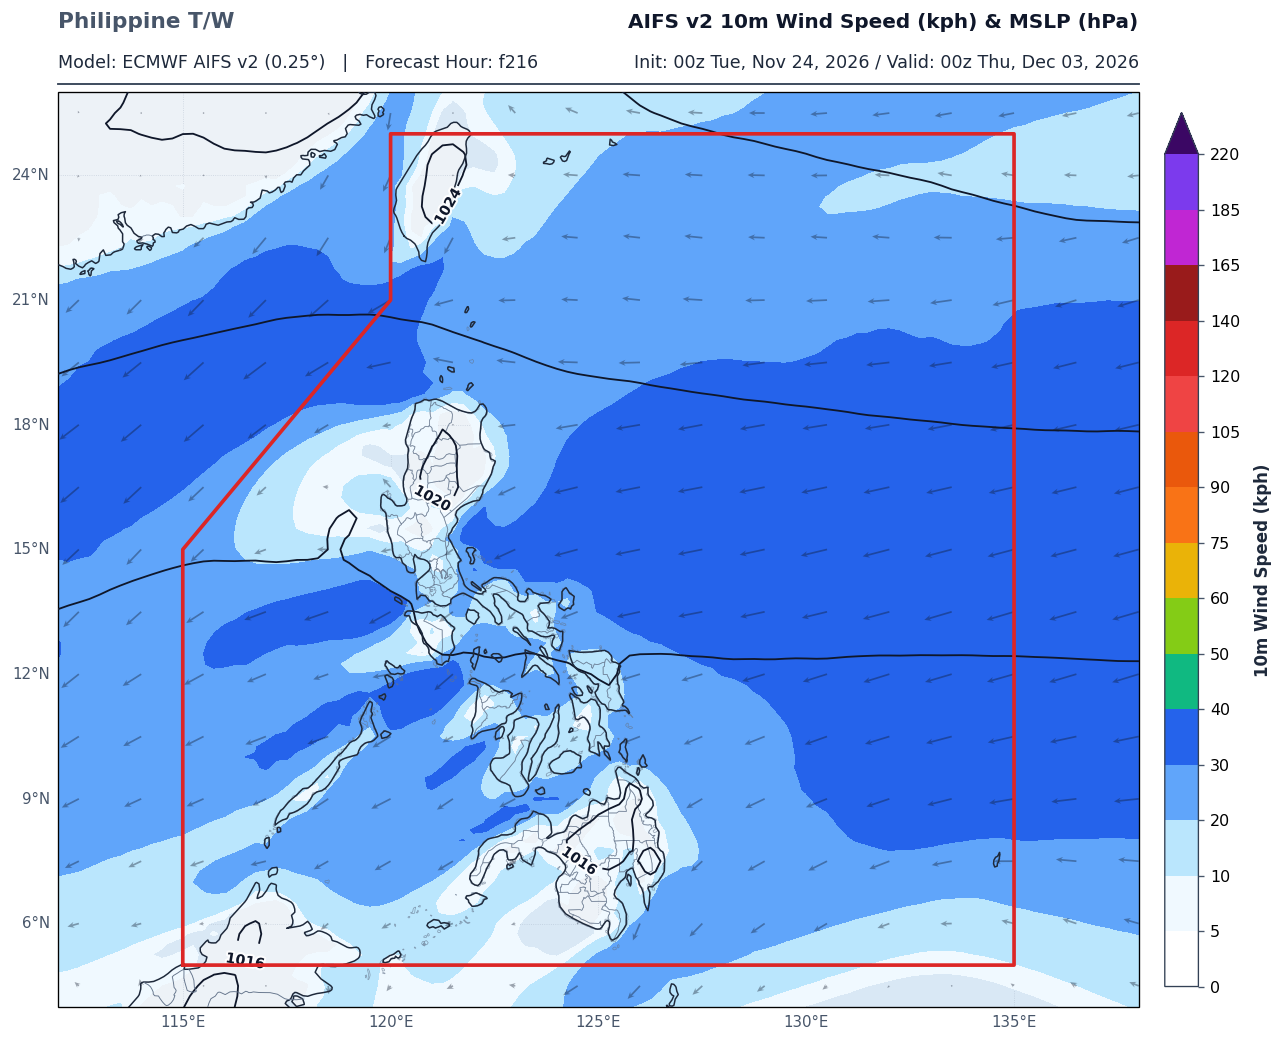 Philippine T/W
AIFS v2 10m Wind Speed (kph) & MSLP (hPa)
Model: ECMWF AIFS v2 (0.25°) | Forecast Hour: f216
Init: 00z Tue, Nov 24, 2026 / Valid: 00z Thu, Dec 03, 2026
24°N
21°N
18°N
15°N
12°N
9°N
6°N
1024
1020
1016
1016
115°E
120°E
125°E
130°E
135°E
220
185
165
140
120
105
90
75
60
50
40
30
20
10
5
0
10m Wind Speed (kph)